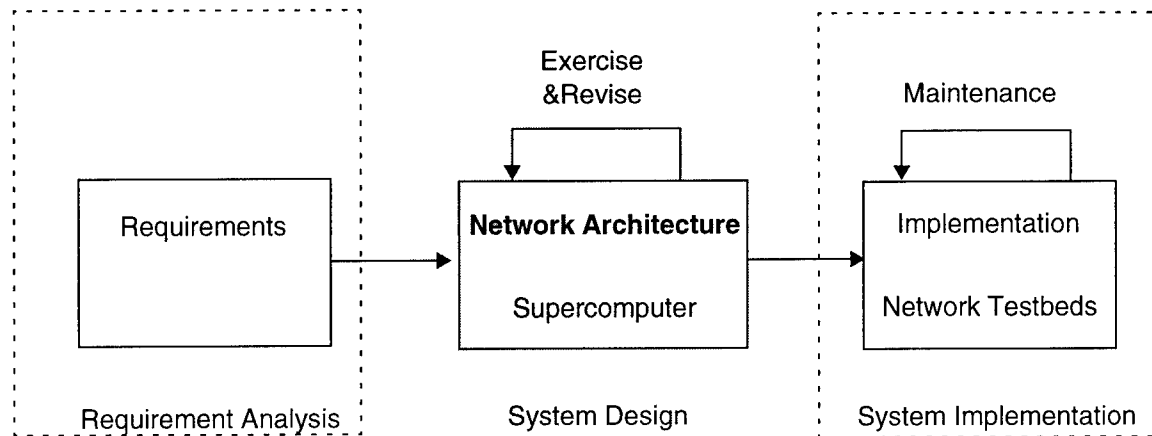 Exercise
&Revise
Maintenance
Requirements
Network Architecture
Supercomputer
Implementation
Network Testbeds
Requirement Analysis
System Design
System Implementation